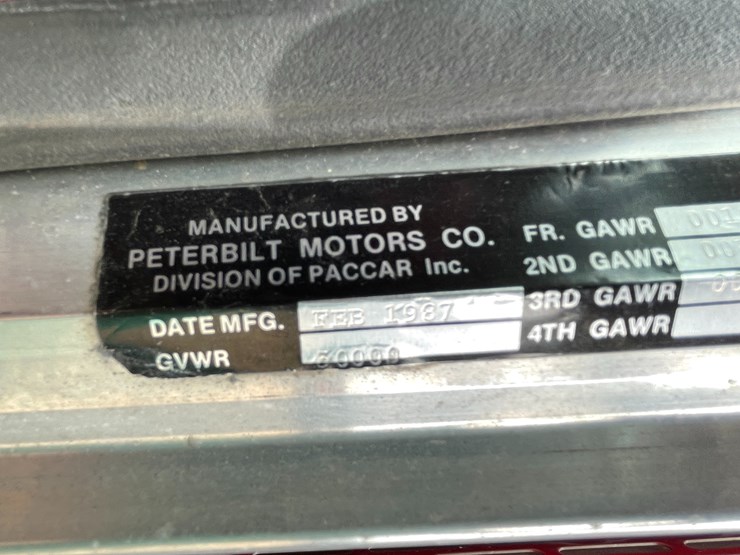 MANUFACTURED BY
PETERBILT MOTORS CO.
DIVISION OF PACCAR Inc.
DATE MFG. FEB 1987
GVWR
FR. GAWR
2ND GAWR
3RD GAWR
4TH GAWR